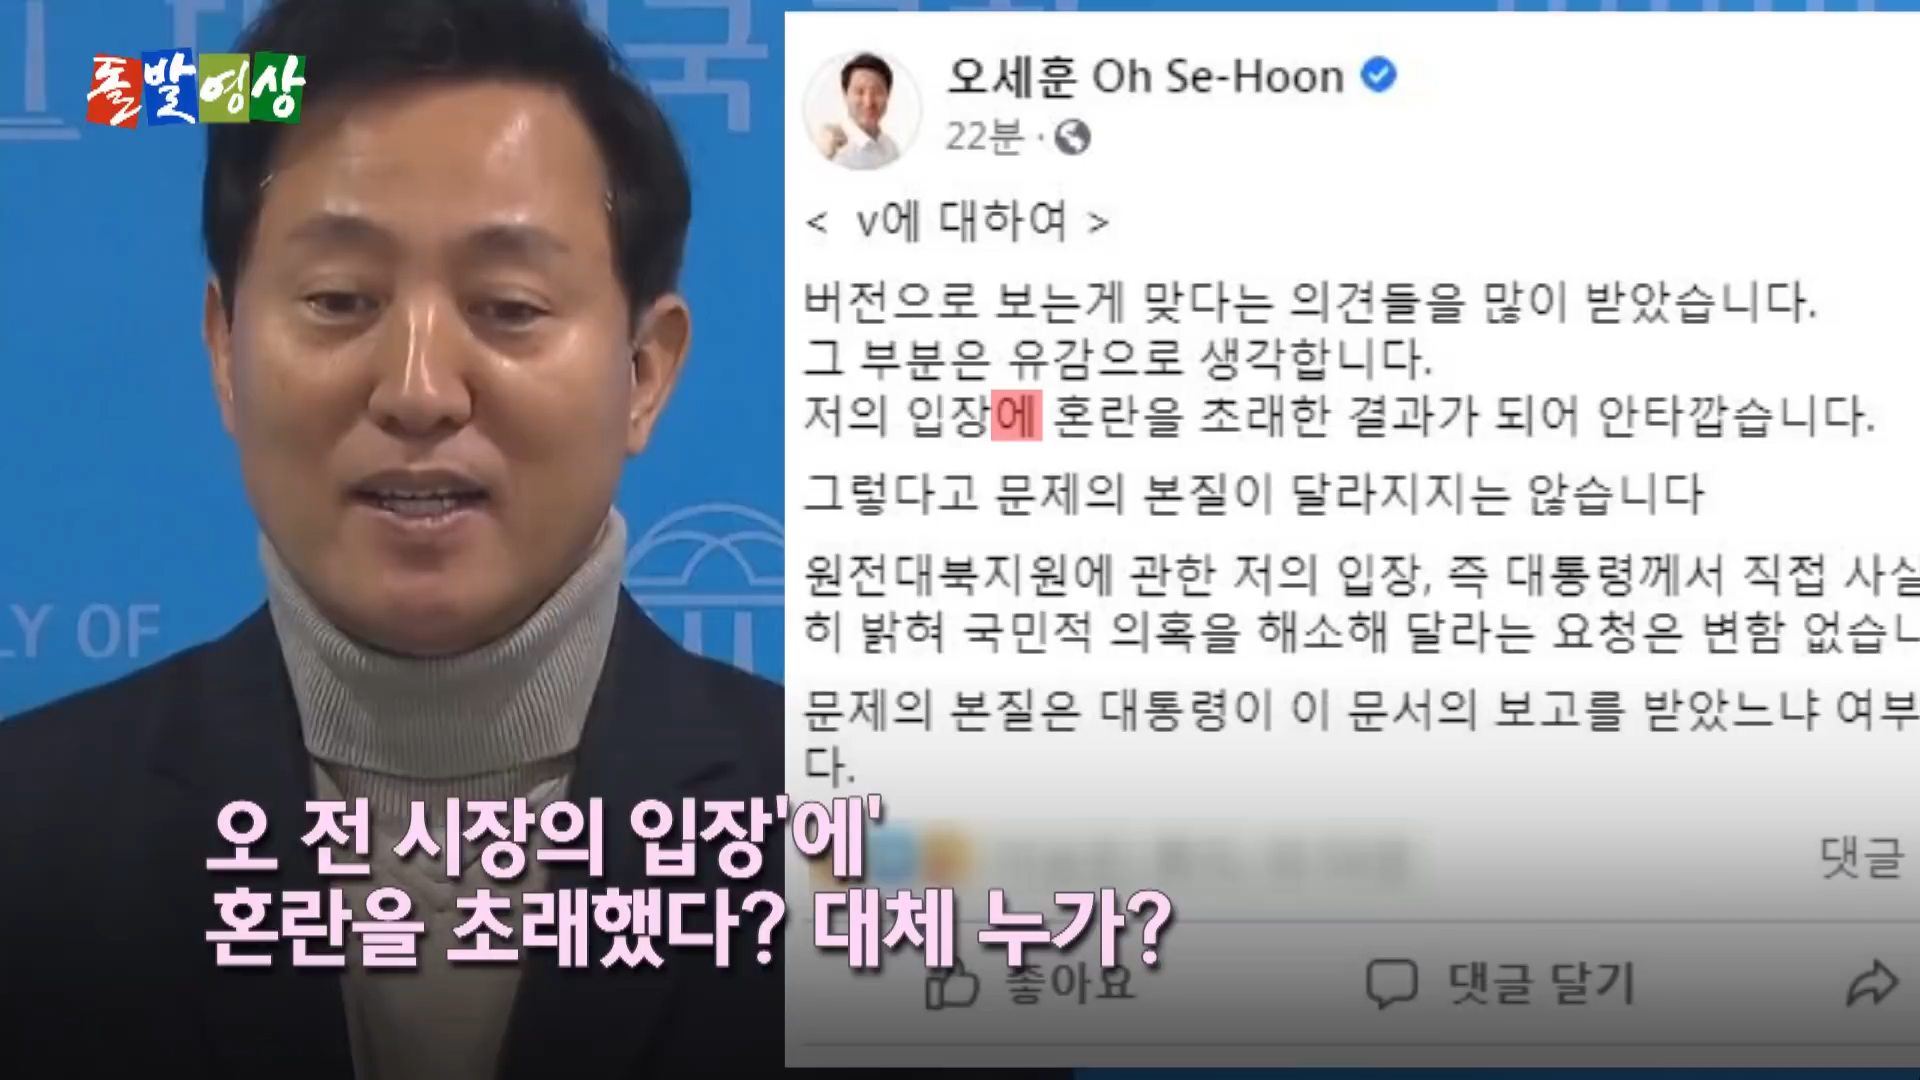 돌발영상
LY OF
오세훈 Oh Se-Hoon
22분 ·
< v에 대하여 >
버전으로 보는게 맞다는 의견들을 많이 받았습니다.
그 부분은 유감으로 생각합니다.
저의 입장에 혼란을 초래한 결과가 되어 안타깝습니다.
그렇다고 문제의 본질이 달라지지는 않습니다
원전대북지원에 관한 저의 입장, 즉 대통령께서 직접 사실
히 밝혀 국민적 의혹을 해소해 달라는 요청은 변함 없습니
문제의 본질은 대통령이 이 문서의 보고를 받았느냐 여부
다.
댓글
오 전 시장의 입장'에'
혼란을 초래했다? 대체 누가?
좋아요
댓글 달기